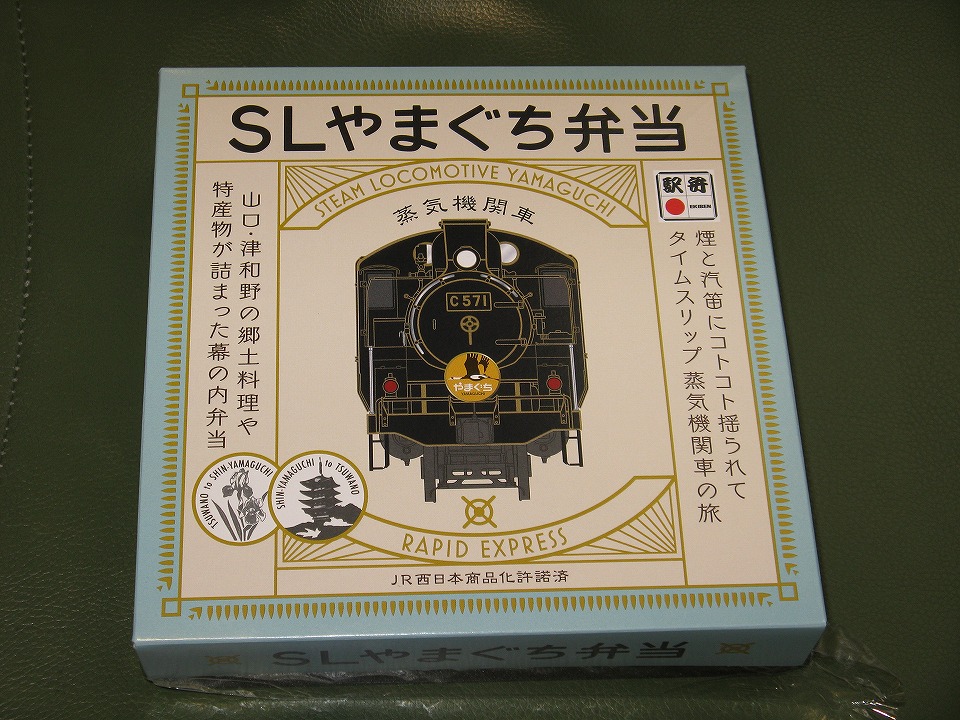 SLやまぐち弁当
STEAM LOCOMOTIVE YAMAGUCHI
蒸気機関車
駅弁
EKIBEN
煙と汽笛にコトコト揺られて
タイムスリップ 蒸気機関車の旅
山口・津和野の郷土料理や
特産物が詰まった幕の内弁当
C571
やまぐち
YAMAGUCHI
TSUWANO to SHIN-YAMAGUCHI
SHIN-YAMAGUCHI to TSUWANO
RAPID EXPRESS
JR西日本商品化許諾済
SLやまぐち弁当